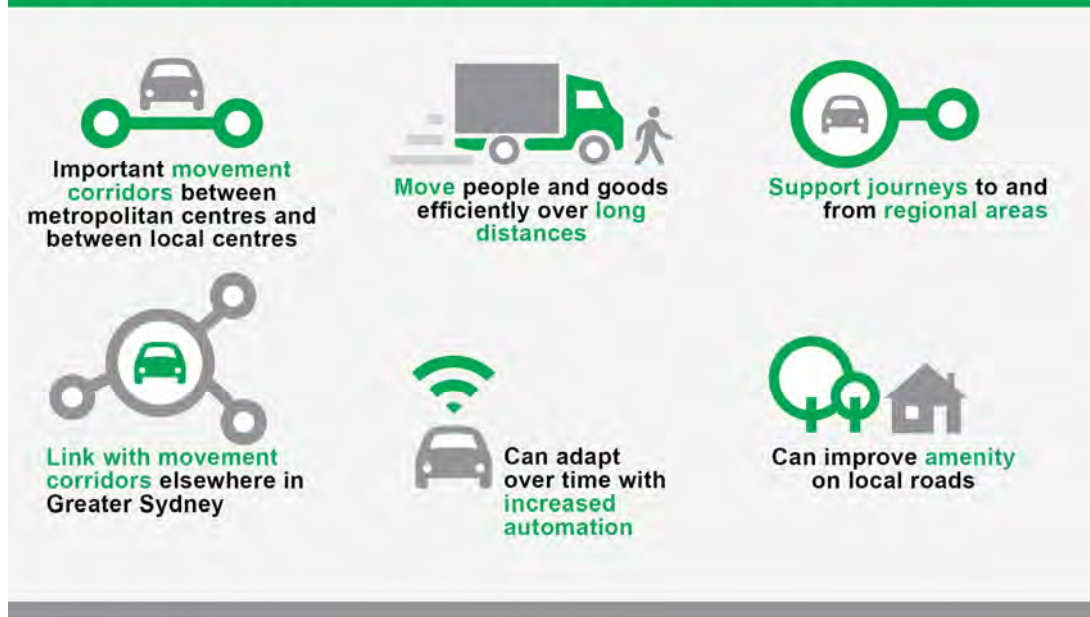 Important movement
corridors between
metropolitan centres and
between local centres
Move people and goods
efficiently over long
distances
Support journeys to and
from regional areas
Link with movement
corridors elsewhere in
Greater Sydney
Can adapt
over time with
increased
automation
Can improve amenity
on local roads